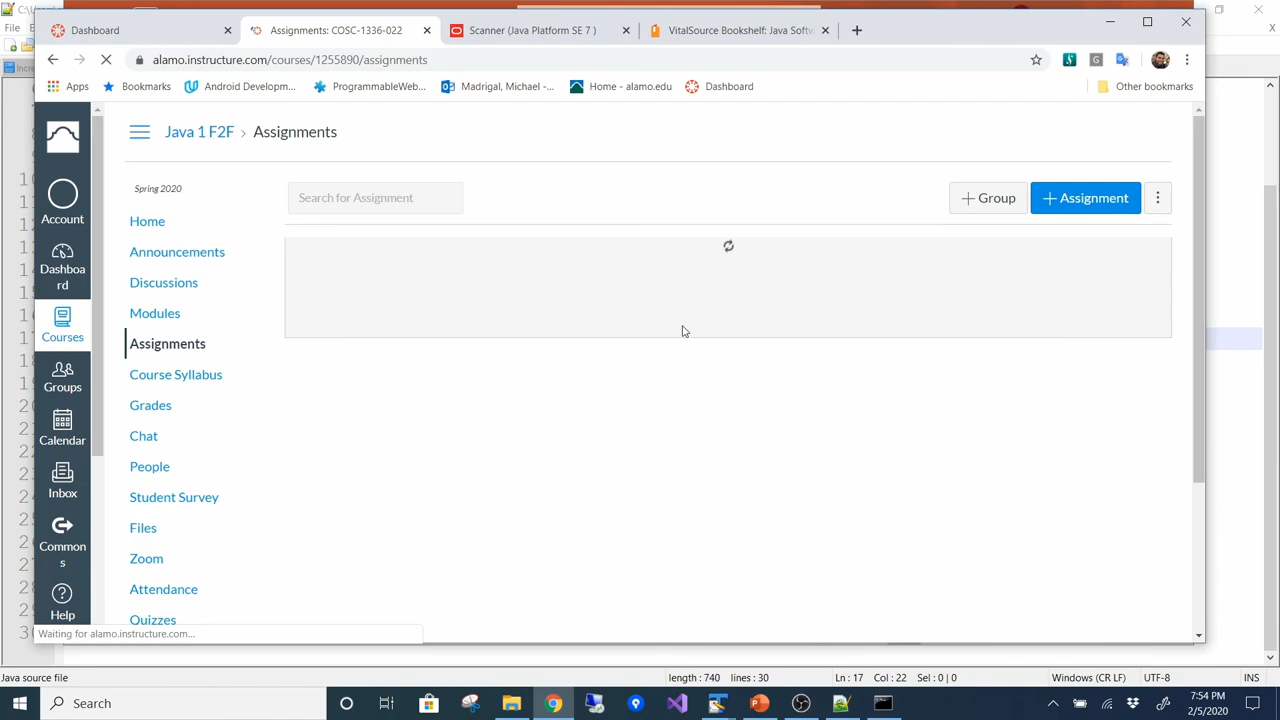 C:\Users
File
Dashboard
Assignments: COSC-1336-022
Scanner (Java Platform SE 7 )
VitalSource Bookshelf: Java Softw
alamo.instructure.com/courses/1255890/assignments
Apps
Bookmarks
Android Developm...
ProgrammableWeb...
Madrigal, Michael -...
Home - alamo.edu
Dashboard
Other bookmarks
Java 1 F2F › Assignments
Spring 2020
Search for Assignment
Group
Assignment
Account
Dashboa
rd
Courses
Groups
Calendar
Inbox
Common
s
Help
Home
Announcements
Discussions
Modules
Assignments
Course Syllabus
Grades
Chat
People
Student Survey
Files
Zoom
Attendance
Quizzes
Waiting for alamo.instructure.com...
Java source file
length : 740 lines : 30
Ln : 17 Col : 22 Sel : 0 | 0
Windows (CR LF)
UTF-8
INS
Search
7:54 PM
2/5/2020